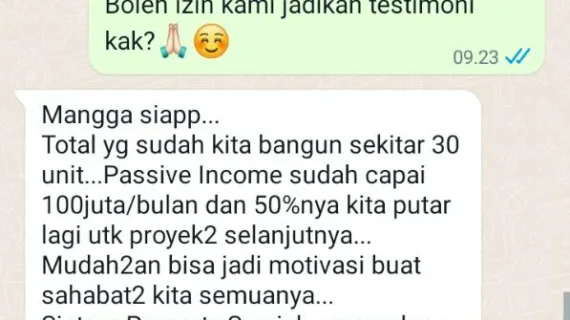 Boleh izin kami jadikan testimoni
kak?🙏🏻☺️
09.23
Mangga siapp...
Total yg sudah kita bangun sekitar 30
unit...Passive Income sudah capai
100juta/bulan dan 50%nya kita putar
lagi utk proyek2 selanjutnya...
Mudah2an bisa jadi motivasi buat
sahabat2 kita semuanya...